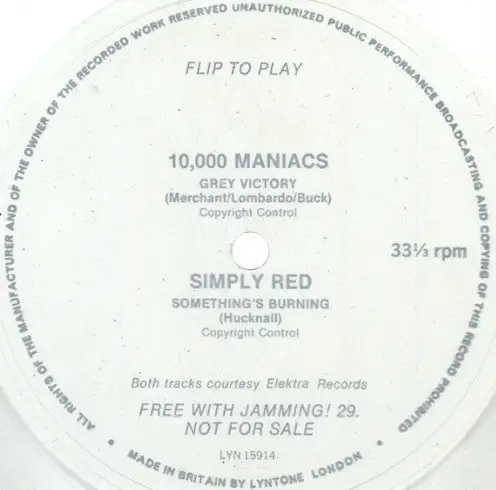 ALL RIGHTS OF THE MANUFACTURER AND OF THE OWNER OF THE RECORDED WORK RESERVED UNAUTHORIZED PUBLIC PERFORMANCE BROADCASTING AND COPYING OF THIS RECORD PROHIBITED
FLIP TO PLAY
10,000 MANIACS
GREY VICTORY
(Merchant/Lombardo/Buck)
Copyright Control
33⅓ rpm
SIMPLY RED
SOMETHING'S BURNING
(Hucknall)
Copyright Control
Both tracks courtesy Elektra Records
FREE WITH JAMMING! 29.
NOT FOR SALE
LYN 15914
• MADE IN BRITAIN BY LYNTONE LONDON •